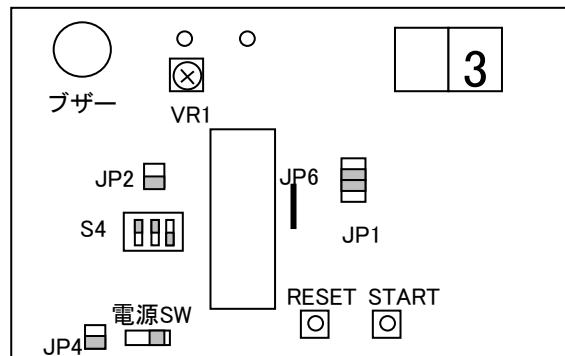 3
ブザー
VR1
JP2
JP6
S4
JP1
RESET START
電源SW
JP4